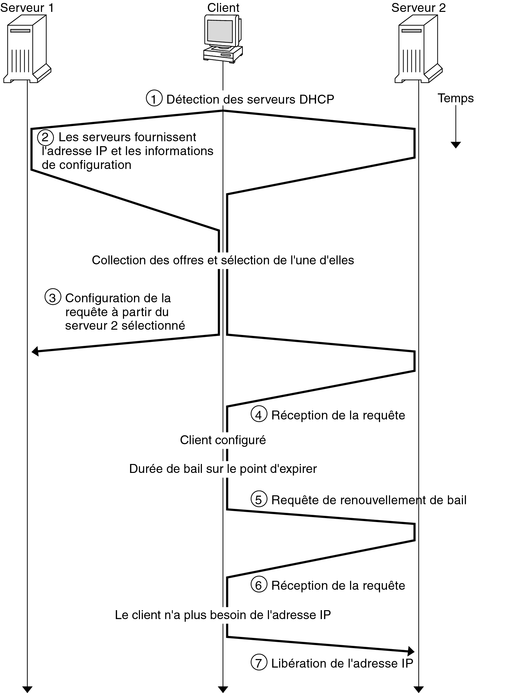 Serveur 1
Client
Serveur 2
1 Détection des serveurs DHCP
Temps
2 Les serveurs fournissent
l'adresse IP et les informations
de configuration
Collection des offres et sélection de l'une d'elles
3 Configuration de la
requête à partir du
serveur 2 sélectionné
4 Réception de la requête
Client configuré
Durée de bail sur le point d'expirer
5 Requête de renouvellement de bail
6 Réception de la requête
Le client n'a plus besoin de l'adresse IP
7 Libération de l'adresse IP